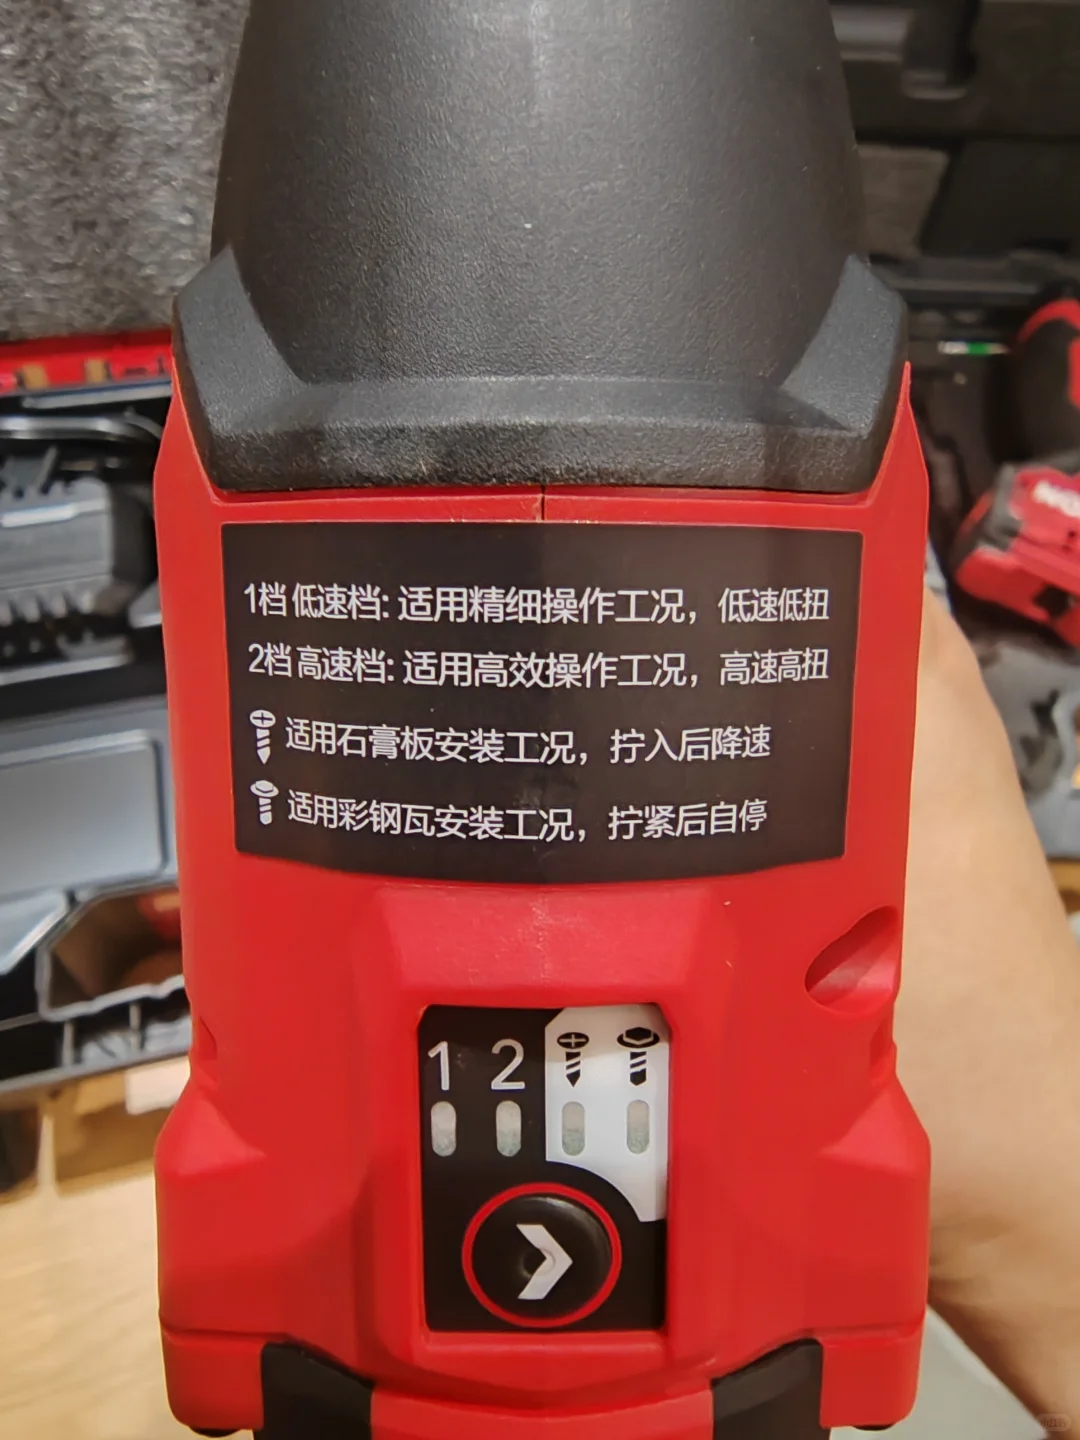 1档 低速档: 适用精细操作工况，低速低扭
2档 高速档: 适用高效操作工况，高速高扭
适用石膏板安装工况，拧入后降速
适用彩钢瓦安装工况，拧紧后自停
1 2